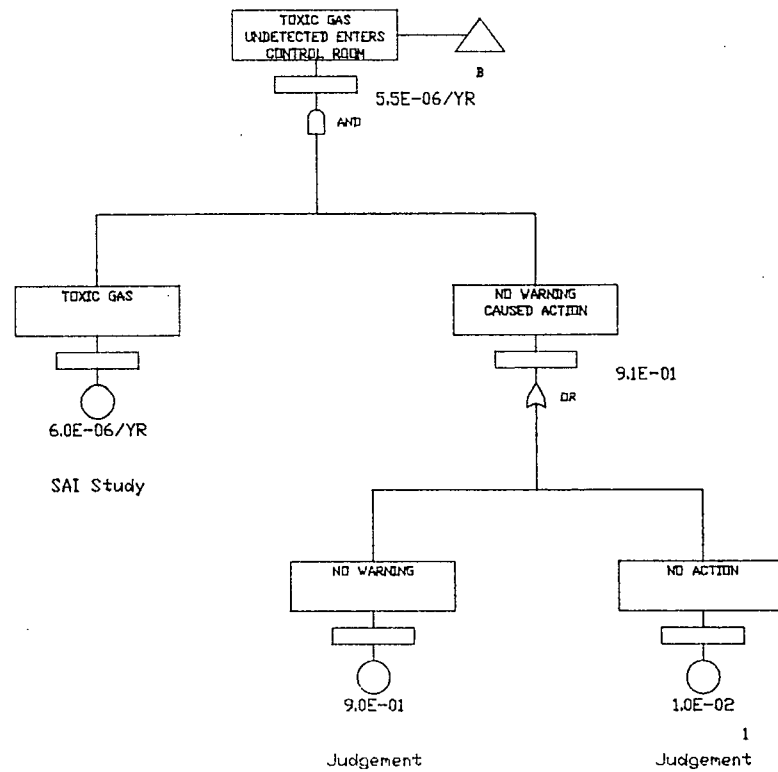 TOXIC GAS
UNDETECTED ENTERS
CONTROL ROOM
B
5.5E-06/YR
AND
TOXIC GAS
NO WARNING
CAUSED ACTION
9.1E-01
OR
6.0E-06/YR
SAI Study
NO WARNING
NO ACTION
9.0E-01
1.0E-02
1
Judgement
Judgement